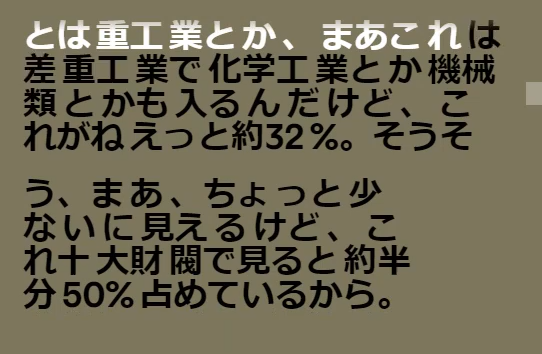 とは重工業とか、まあこれは
差重工業で化学工業とか機械
類とかも入るんだけど、こ
れがねえっと約32%。そうそ
う、まあ、ちょっと少
ないに見えるけど、こ
れ十大財閥で見ると約半
分50%占めているから。